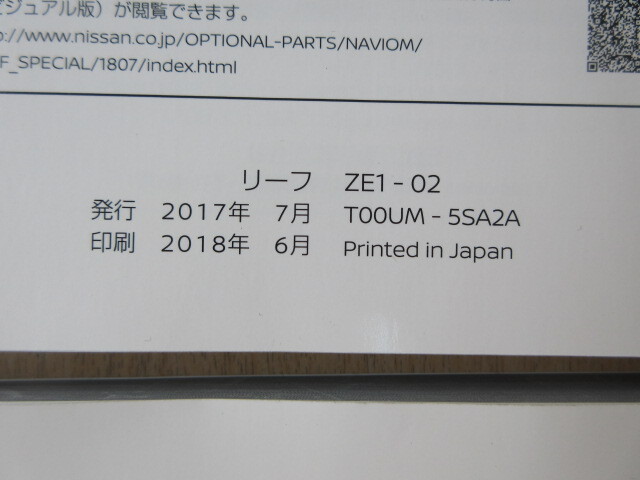 ビジュアル版）が閲覧できます。
p://www.nissan.co.jp/OPTIONAL-PARTS/NAVIOM/
F_SPECIAL/1807/index.html
リーフ ZE1－02
発行 2017年 7月 T00UM－5SA2A
印刷 2018年 6月 Printed in Japan